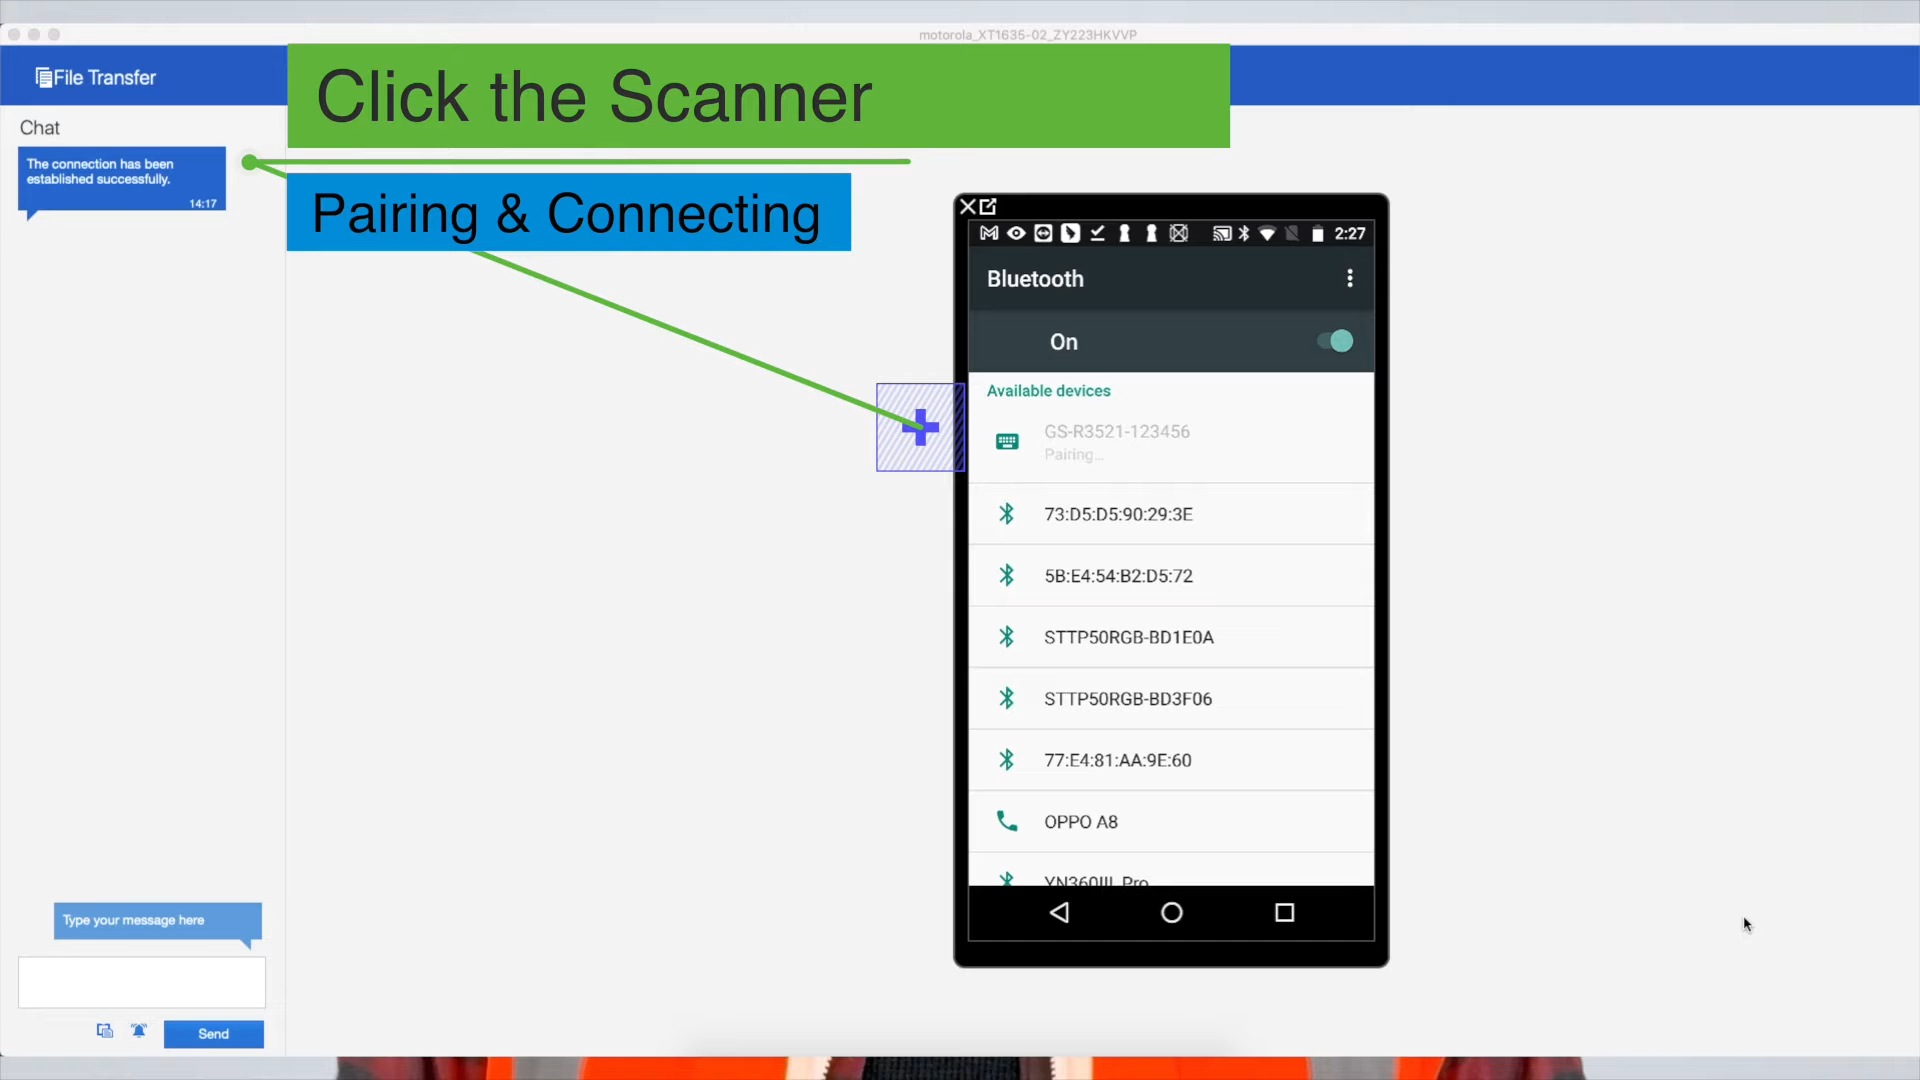 motorola_XT1635-02_ZY223HKVVP
File Transfer
Click the Scanner
Chat
The connection has been
established successfully.
14:17
Pairing & Connecting
2:27
Bluetooth
On
Available devices
GS-R3521-123456
Pairing...
73:D5:D5:90:29:3E
5B:E4:54:B2:D5:72
STTP50RGB-BD1E0A
STTP50RGB-BD3F06
77:E4:81:AA:9E:60
OPPO A8
YN360III_Pro
Type your message here
Send